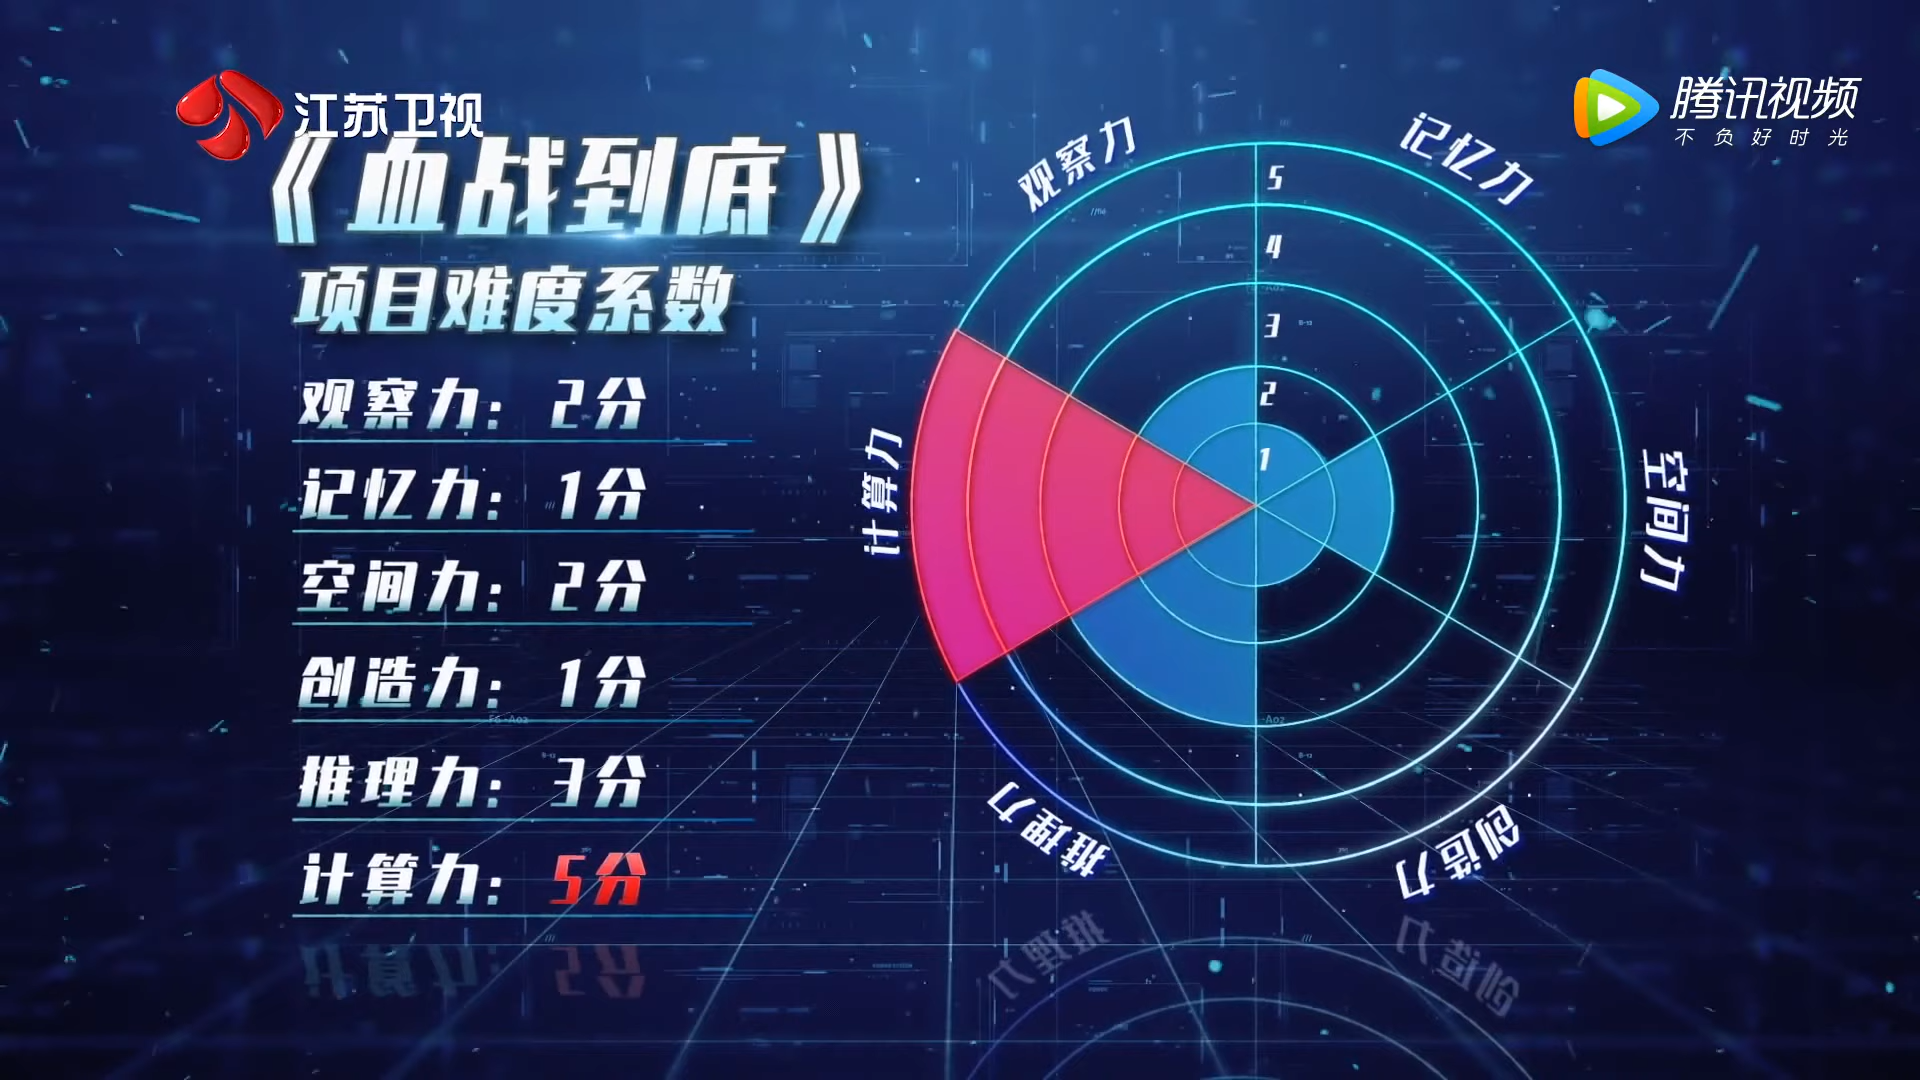 江苏卫视
腾讯视频
不负好时光
《血战到底》
项目难度系数
观察力：2分
记忆力：1分
空间力：2分
创造力：1分
推理力：3分
计算力：5分
观察力
记忆力
空间力
创造力
推理力
计算力
5
4
3
2
1